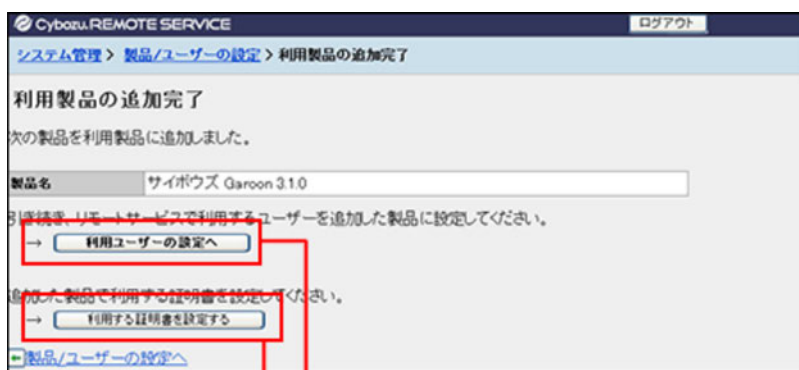 Cybozu.REMOTE SERVICE ログアウト
システム管理 > 製品/ユーザーの設定 > 利用製品の追加完了
利用製品の追加完了
次の製品を利用製品に追加しました。
製品名 サイボウズ Garoon 3.1.0
引き続き、リモートサービスで利用するユーザーを追加した製品に設定してください。
→ 利用ユーザーの設定へ
追加した製品で利用する証明書を設定してください。
→ 利用する証明書を設定する
製品/ユーザーの設定へ